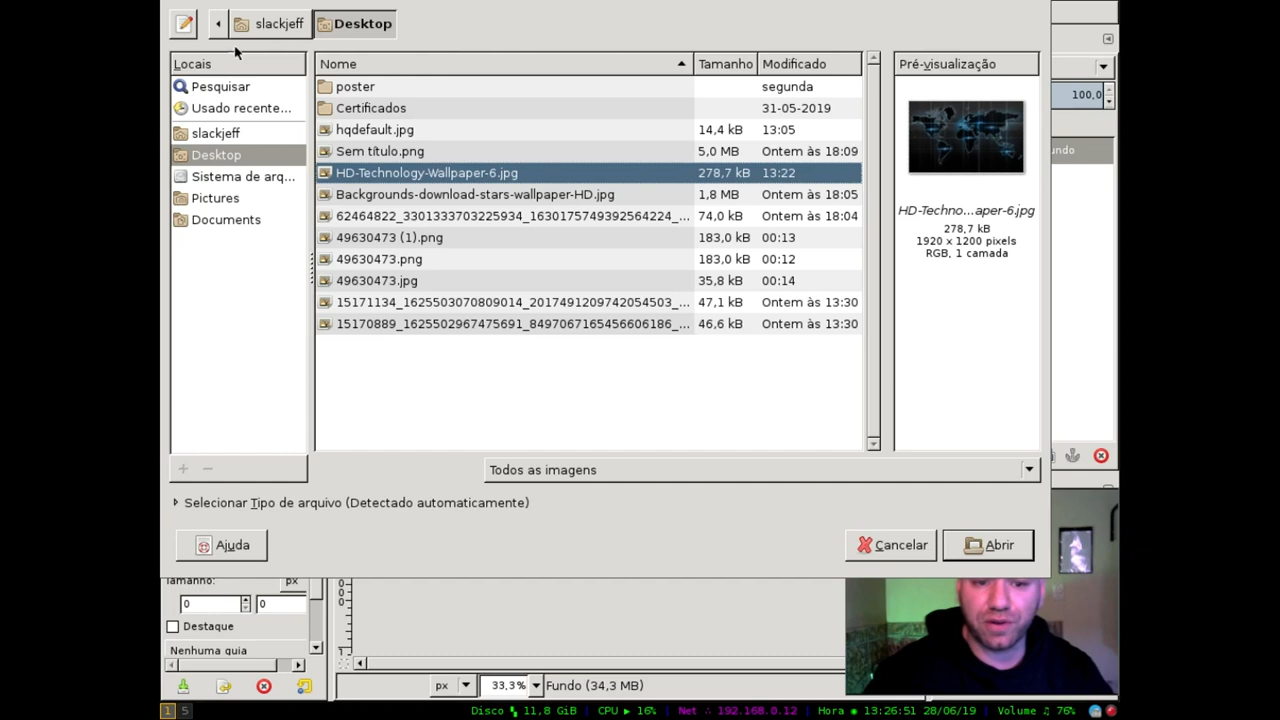 slackjeff Desktop
Locais
Pesquisar
Usado recente...
slackjeff
Desktop
Sistema de arq...
Pictures
Documents
Nome Tamanho Modificado
poster segunda
Certificados 31-05-2019
hqdefault.jpg 14,4 kB 13:05
Sem título.png 5,0 MB Ontem às 18:09
HD-Technology-Wallpaper-6.jpg 278,7 kB 13:22
Backgrounds-download-stars-wallpaper-HD.jpg 1,8 MB Ontem às 18:05
62464822_3301333703225934_1630175749392564224_... 74,0 kB Ontem às 18:04
49630473 (1).png 183,0 kB 00:13
49630473.png 183,0 kB 00:12
49630473.jpg 35,8 kB 00:14
15171134_1625503070809014_2017491209742054503_... 47,1 kB Ontem às 13:30
15170889_1625502967475691_8497067165456606186_... 46,6 kB Ontem às 13:30
Pré-visualização
HD-Techno...aper-6.jpg
278,7 kB
1920 x 1200 pixels
RGB, 1 camada
100,0
undo
Todos as imagens
Selecionar Tipo de arquivo (Detectado automaticamente)
Ajuda Cancelar Abrir
Tamanho: px
0 0
Destaque
Nenhuma guia
px 33,3% Fundo (34,3 MB)
1 5 Disco 11,8 GiB | CPU 16% | Net 192.168.0.12 | Hora 13:26:51 28/06/19 | Volume 76%